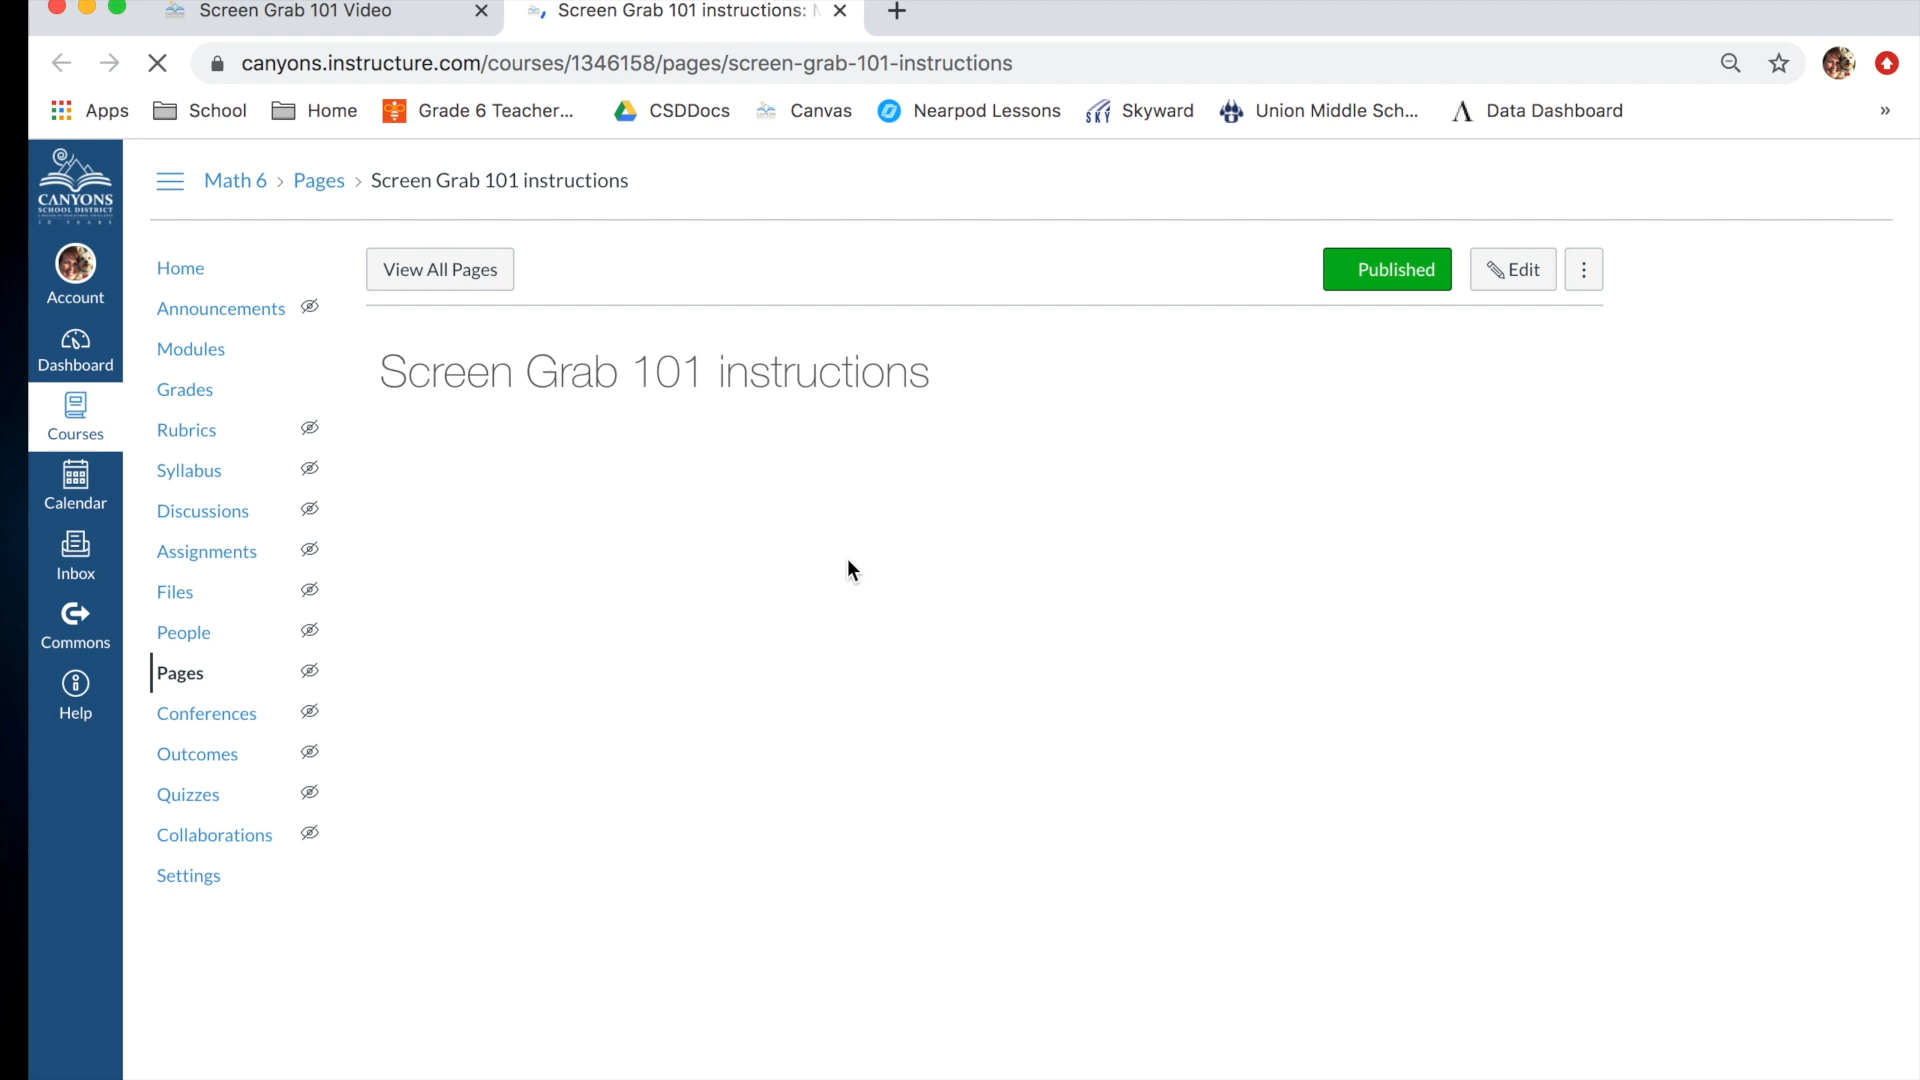 Screen Grab 101 Video
Screen Grab 101 instructions:
canyons.instructure.com/courses/1346158/pages/screen-grab-101-instructions
Apps School Home Grade 6 Teacher... CSDDocs Canvas Nearpod Lessons SKY Skyward Union Middle Sch... Data Dashboard »
CANYONS
SCHOOL DISTRICT
Math 6 > Pages > Screen Grab 101 instructions
Account
Dashboard
Courses
Calendar
Inbox
Commons
Help
Home
Announcements
Modules
Grades
Rubrics
Syllabus
Discussions
Assignments
Files
People
Pages
Conferences
Outcomes
Quizzes
Collaborations
Settings
View All Pages
Published
Edit
Screen Grab 101 instructions